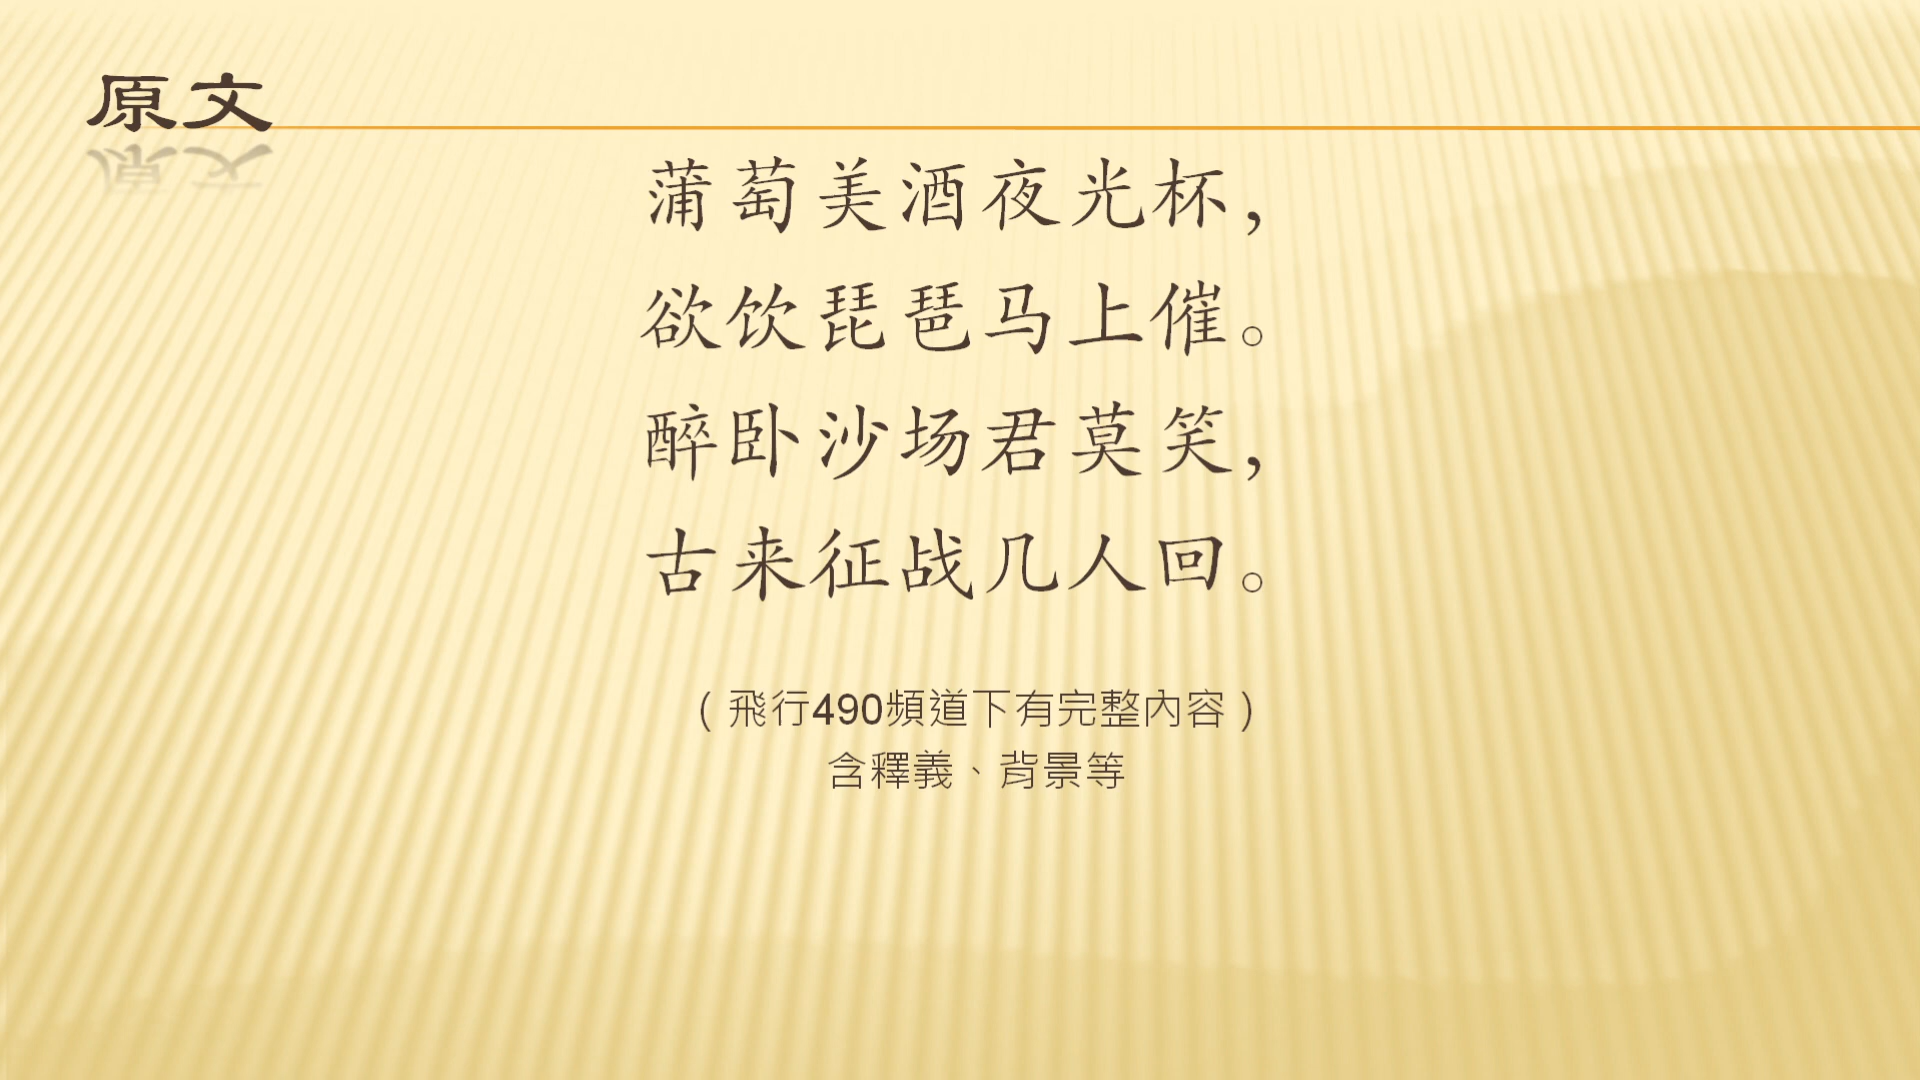 原文
蒲萄美酒夜光杯，
欲饮琵琶马上催。
醉卧沙场君莫笑，
古来征战几人回。
（飛行490頻道下有完整內容）
含釋義、背景等